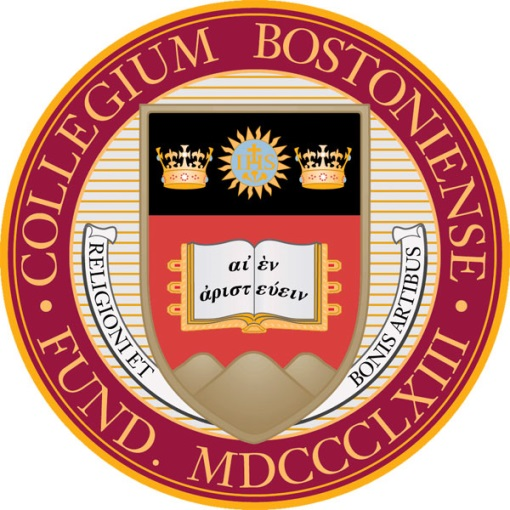 COLLEGIUM BOSTONIENSE
IHS
αἰὲν
ἀριστεύειν
RELIGIONI ET
BONIS ARTIBUS
FUND. MDCCCLXIII